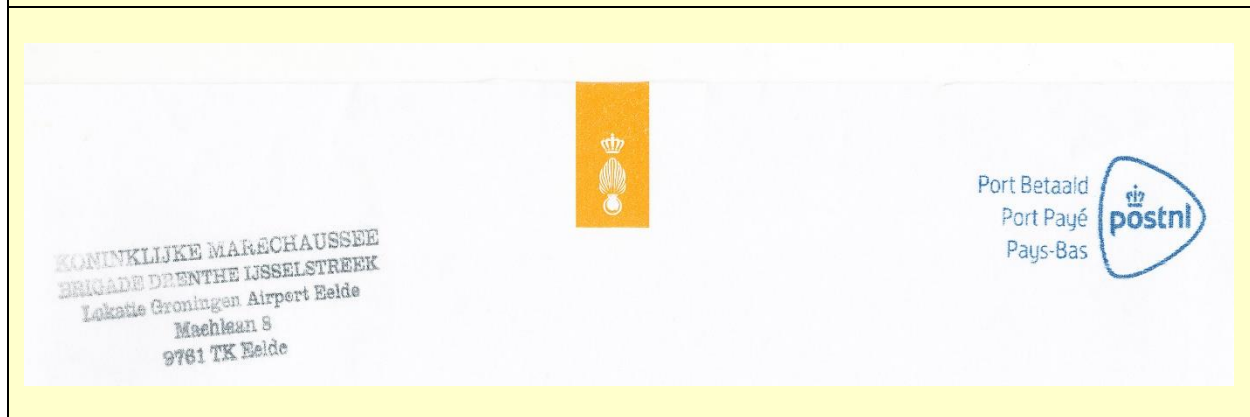 KONINKLIJKE MARECHAUSSEE
BRIGADE DRENTHE IJSSELSTREEK
Lokatie Groningen Airport Eelde
Machlaan 8
9761 TK Eelde
Port Betaald
Port Payé
Pays-Bas
postnl